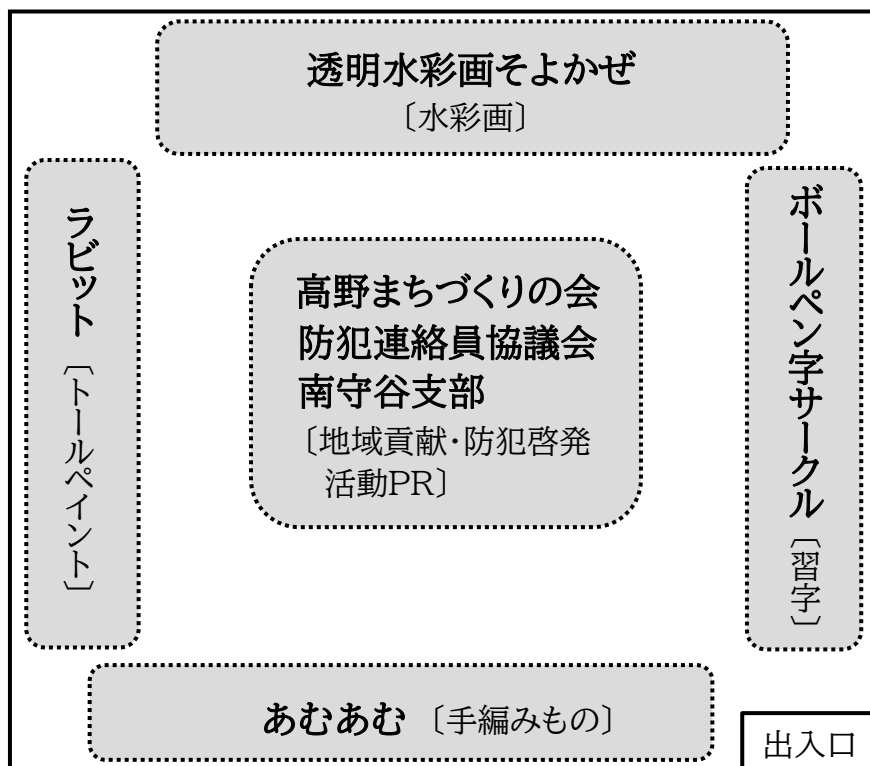 透明水彩画そよかぜ
〔水彩画〕
ラビット〔トールペイント〕
高野まちづくりの会
防犯連絡員協議会
南守谷支部
〔地域貢献・防犯啓発
活動PR〕
ボールペン字サークル〔習字〕
あむあむ〔手編みもの〕
出入口